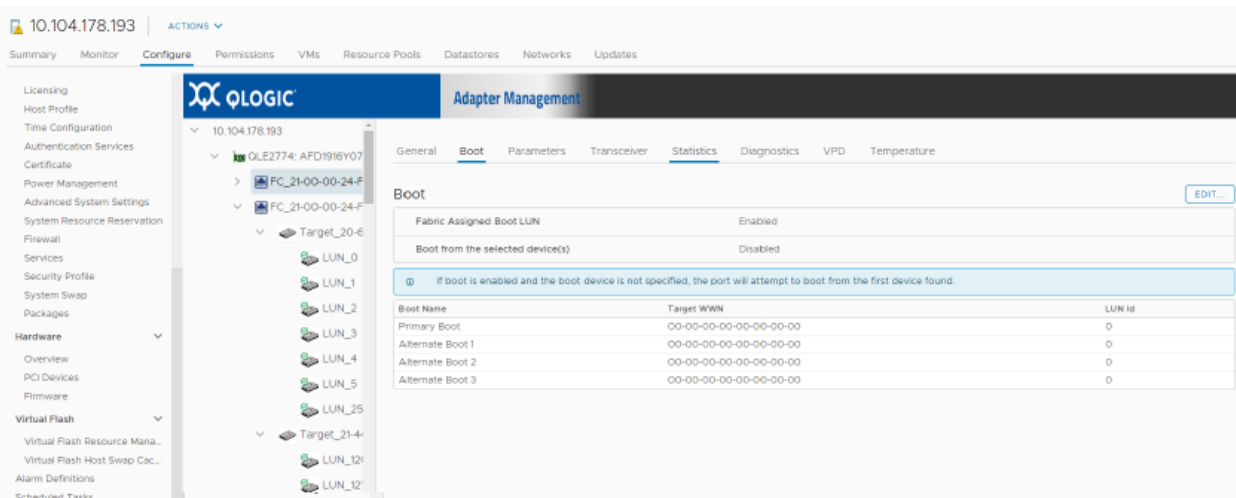 10.104.178.193 ACTIONS
Summary Monitor Configure Permissions VMs Resource Pools Datastores Networks Updates
Licensing
Host Profile
Time Configuration
Authentication Services
Certificate
Power Management
Advanced System Settings
System Resource Reservation
Firewall
Services
Security Profile
System Swap
Packages
Hardware
Overview
PCI Devices
Firmware
Virtual Flash
Virtual Flash Resource Mana...
Virtual Flash Host Swap Cac...
Alarm Definitions
Scheduled Tasks
QLOGIC Adapter Management
10.104.178.193
QLE2774: AFD1916Y07
FC_21-00-00-24-F
FC_21-00-00-24-F
Target_20-6
LUN_0
LUN_1
LUN_2
LUN_3
LUN_4
LUN_5
LUN_25
Target_21-4
LUN_12
LUN_12
General Boot Parameters Transceiver Statistics Diagnostics VPD Temperature
Boot EDIT...
Fabric Assigned Boot LUN Enabled
Boot from the selected device(s) Disabled
If boot is enabled and the boot device is not specified, the port will attempt to boot from the first device found.
Boot Name Target WWN LUN Id
Primary Boot 00-00-00-00-00-00-00-00 0
Alternate Boot 1 00-00-00-00-00-00-00-00 0
Alternate Boot 2 00-00-00-00-00-00-00-00 0
Alternate Boot 3 00-00-00-00-00-00-00-00 0